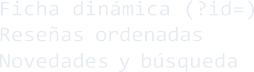 Ficha dinámica (?id=)
Reseñas ordenadas
Novedades y búsqueda